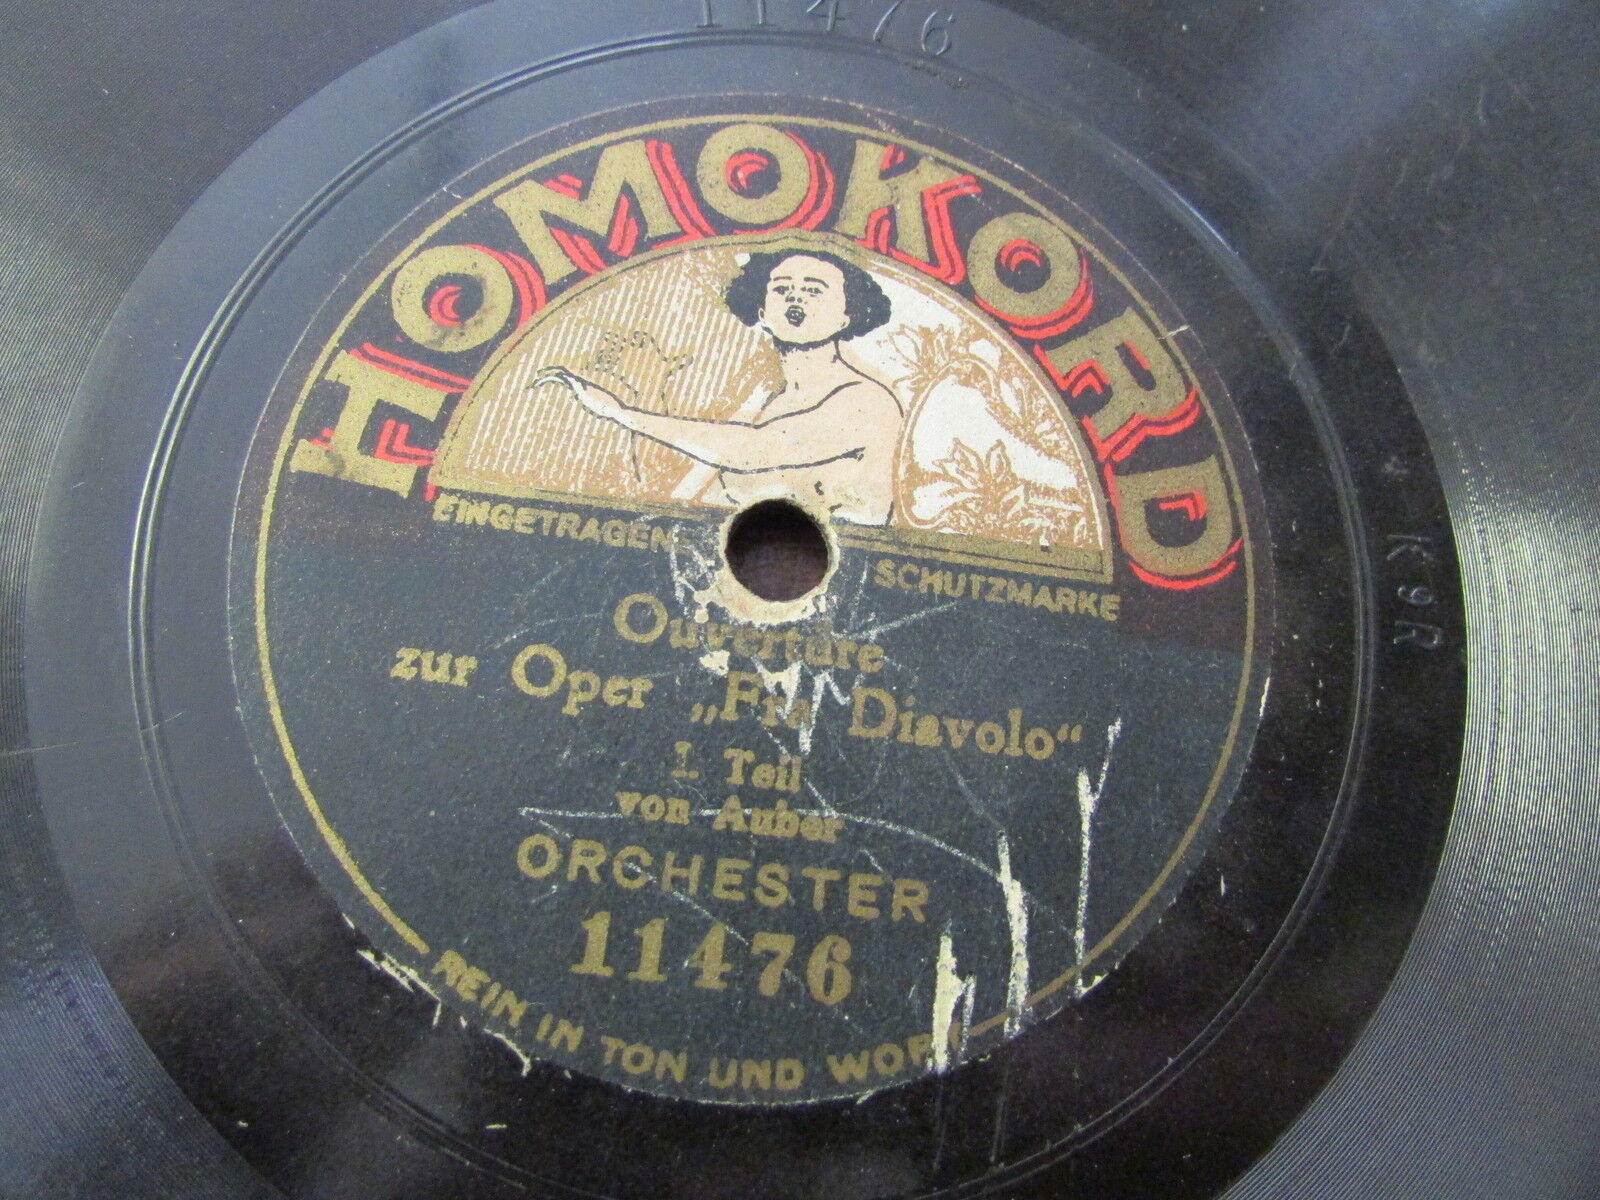 11476
HOMOKORD
EINGETRAGENE SCHUTZMARKE
Ouverture
zur Oper „Fra Diavolo“
I. Teil
von Auber
ORCHESTER
11476
REIN IN TON UND WORT
K 9 R